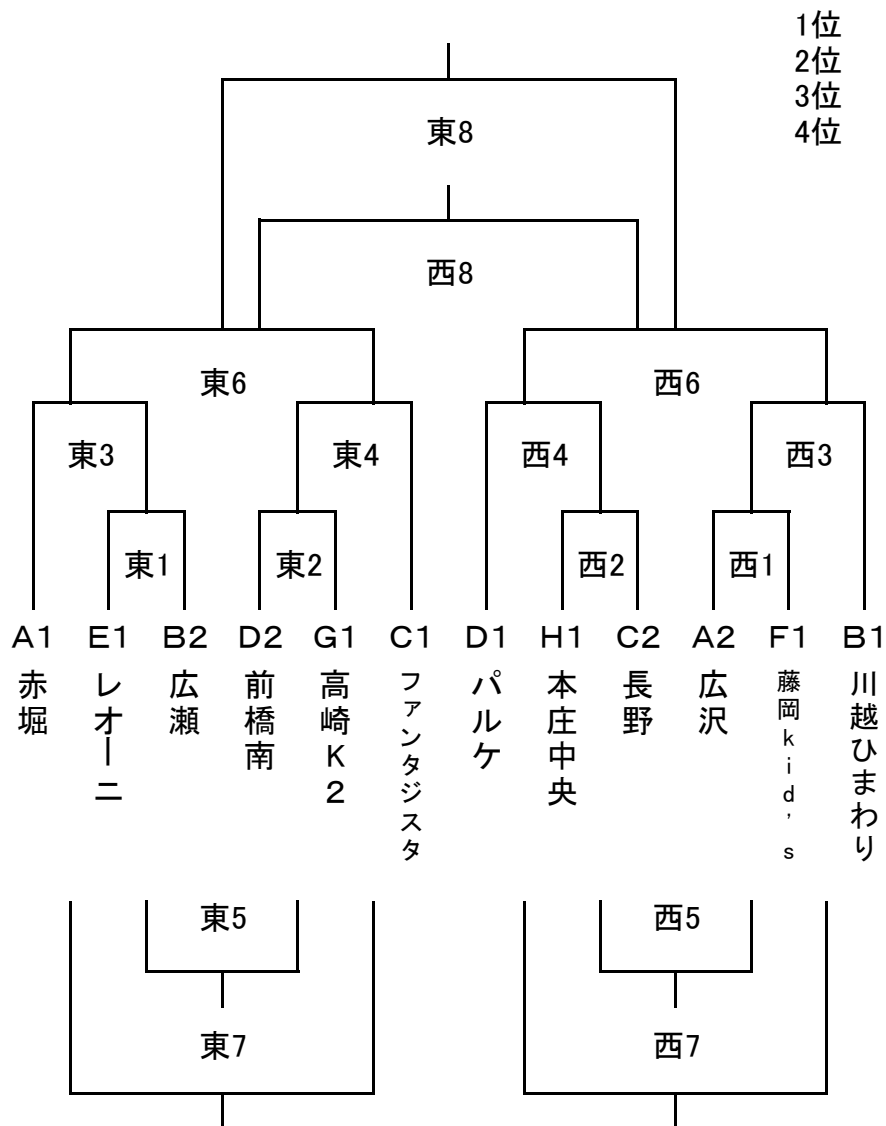 1位
2位
3位
4位
東8
西8
東6
西6
東3
東4
西4
西3
東1
東2
西2
西1
A1 E1 B2 D2 G1 C1 D1 H1 C2 A2 F1 B1
赤堀
レオーニ
広瀬
前橋南
高崎K2
ファンタジスタ
パルケ
本庄中央
長野
広沢
藤岡kid's
川越ひまわり
東5
西5
東7
西7